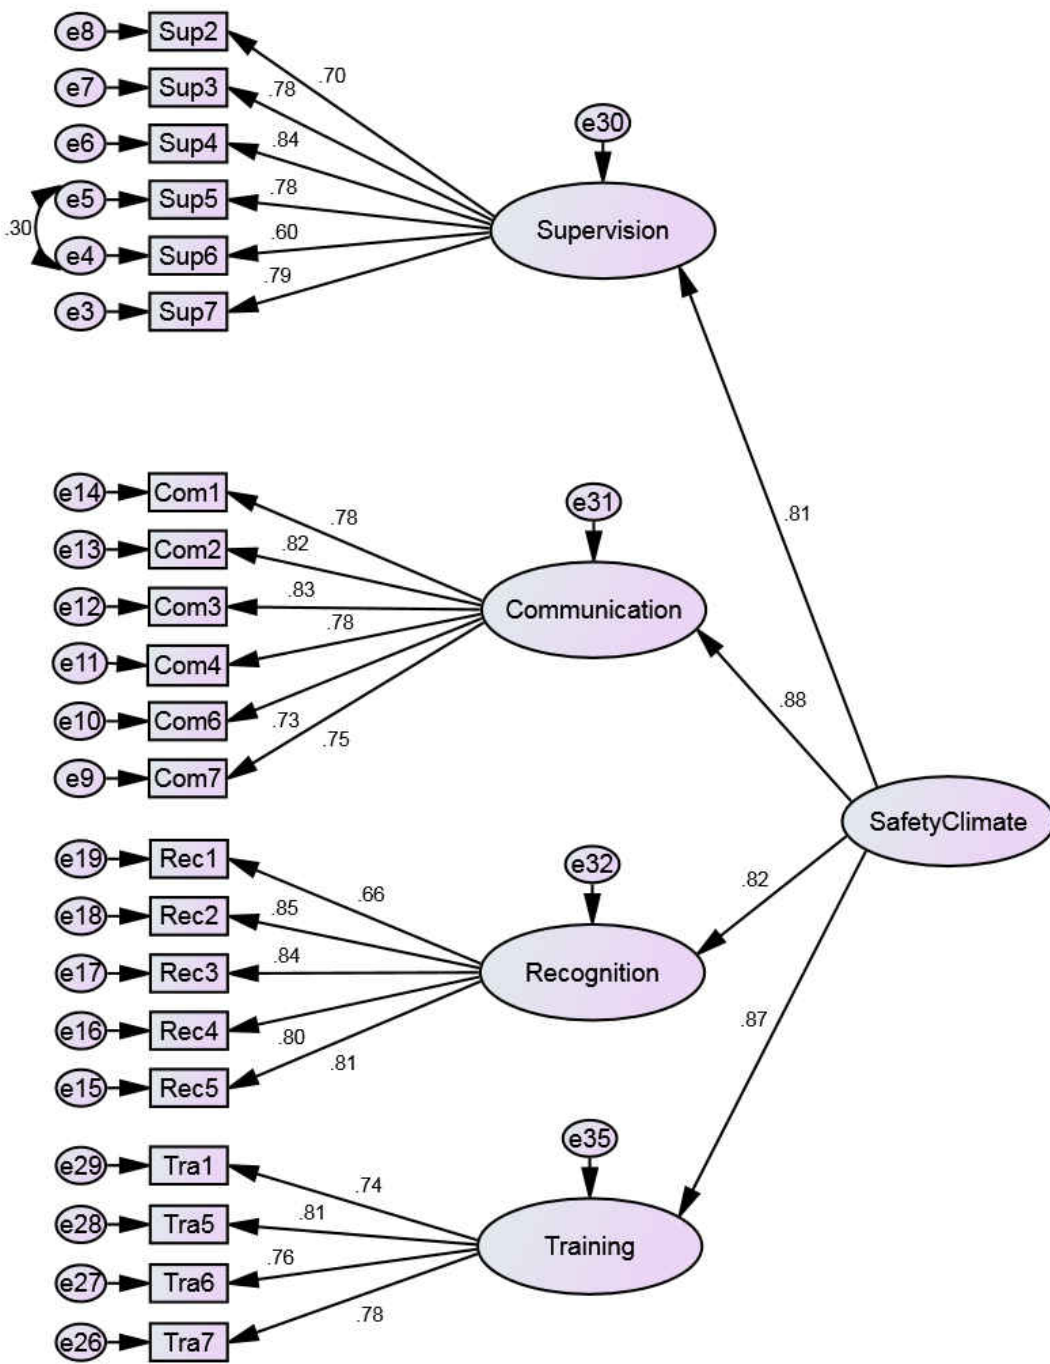 e8 Sup2
.70
e7 Sup3 .78
e30
e6 Sup4 .84
e5 Sup5 .78
.30
Supervision
e4 Sup6 .60
e3 Sup7 .79
e14 Com1
.78
e31
.81
e13 Com2 .82
e12 Com3 .83
Communication
.78
e11 Com4
.88
e10 Com6 .73
.75
e9 Com7
SafetyClimate
e19 Rec1
e32
.66
.82
e18 Rec2 .85
e17 Rec3 .84
Recognition
e16 Rec4 .80
.87
.81
e15 Rec5
e35
e29 Tra1
.74
e28 Tra5 .81
Training
.76
e27 Tra6
.78
e26 Tra7